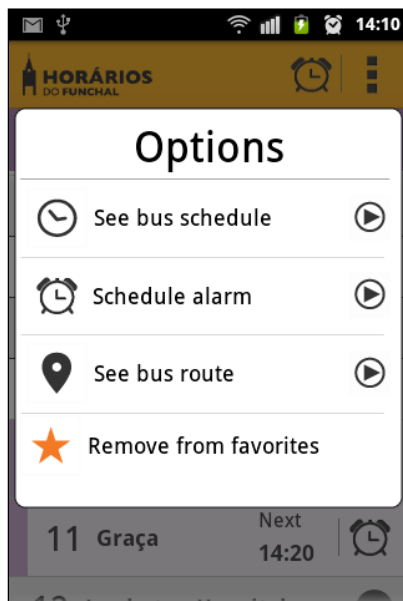 14:10
HORÁRIOS
DO FUNCHAL
Options
See bus schedule
Schedule alarm
See bus route
Remove from favorites
11 Graça
Next
14:20